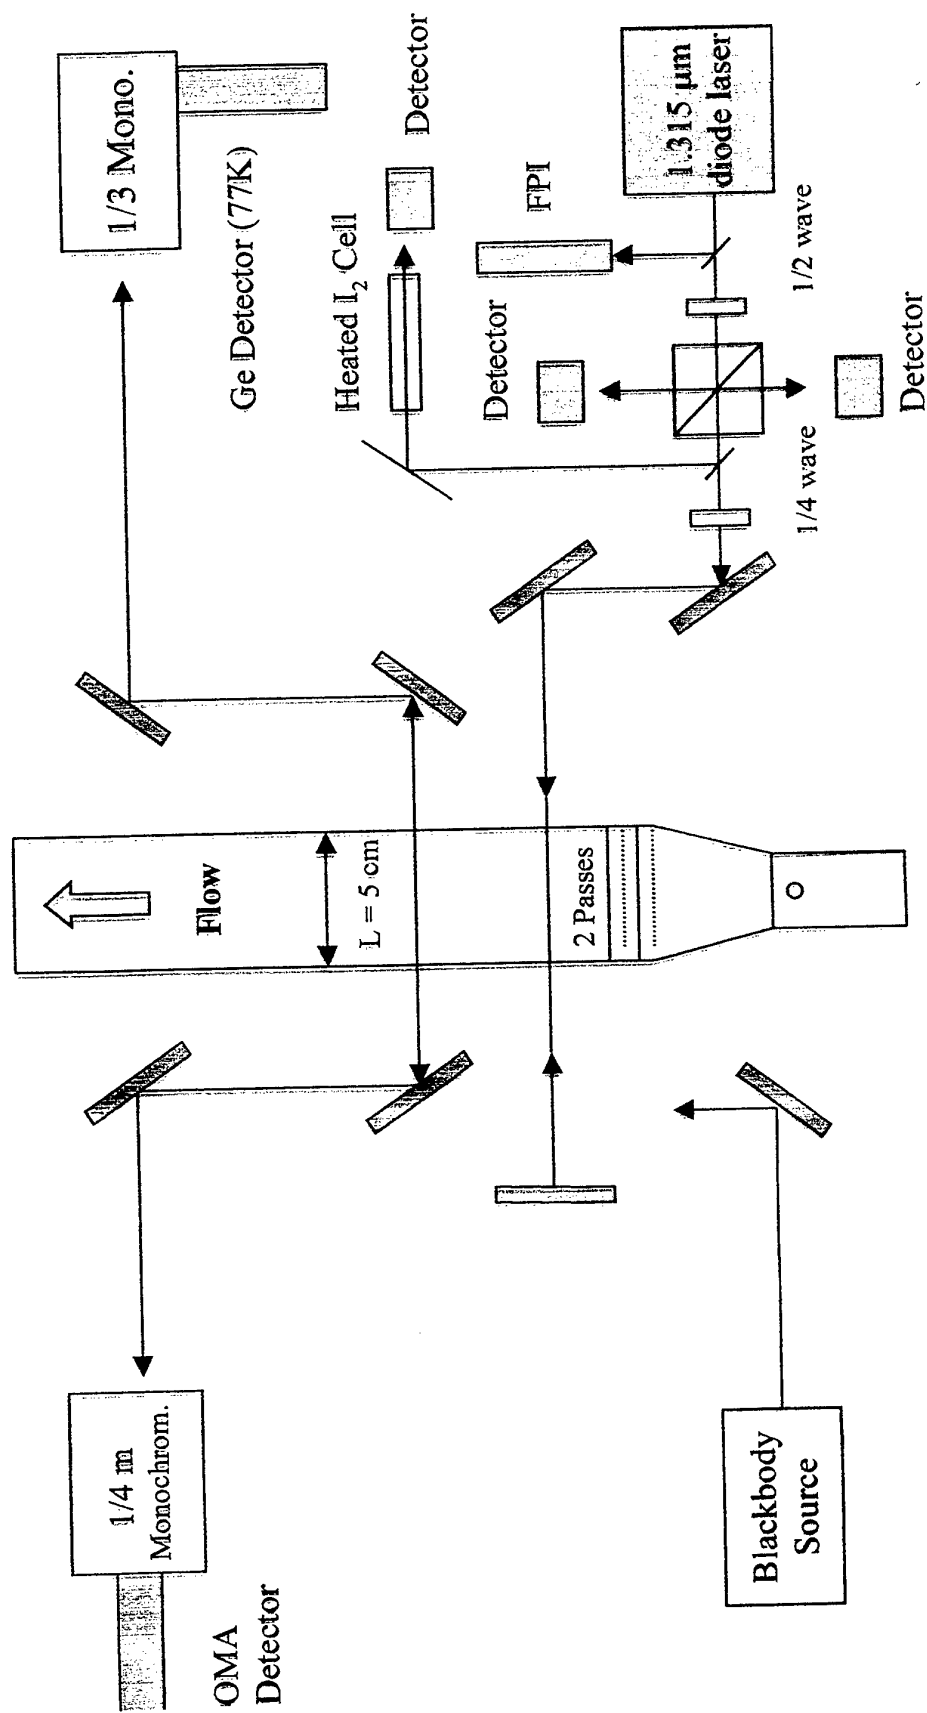 1/3 Mono.
Ge Detector (77K)
Heated I₂ Cell
Detector
FPI
1.315 μm
diode laser
1/2 wave
Detector
Detector
1/4 wave
Flow
L = 5 cm
2 Passes
1/4 m
Monochrom.
OMA
Detector
Blackbody
Source